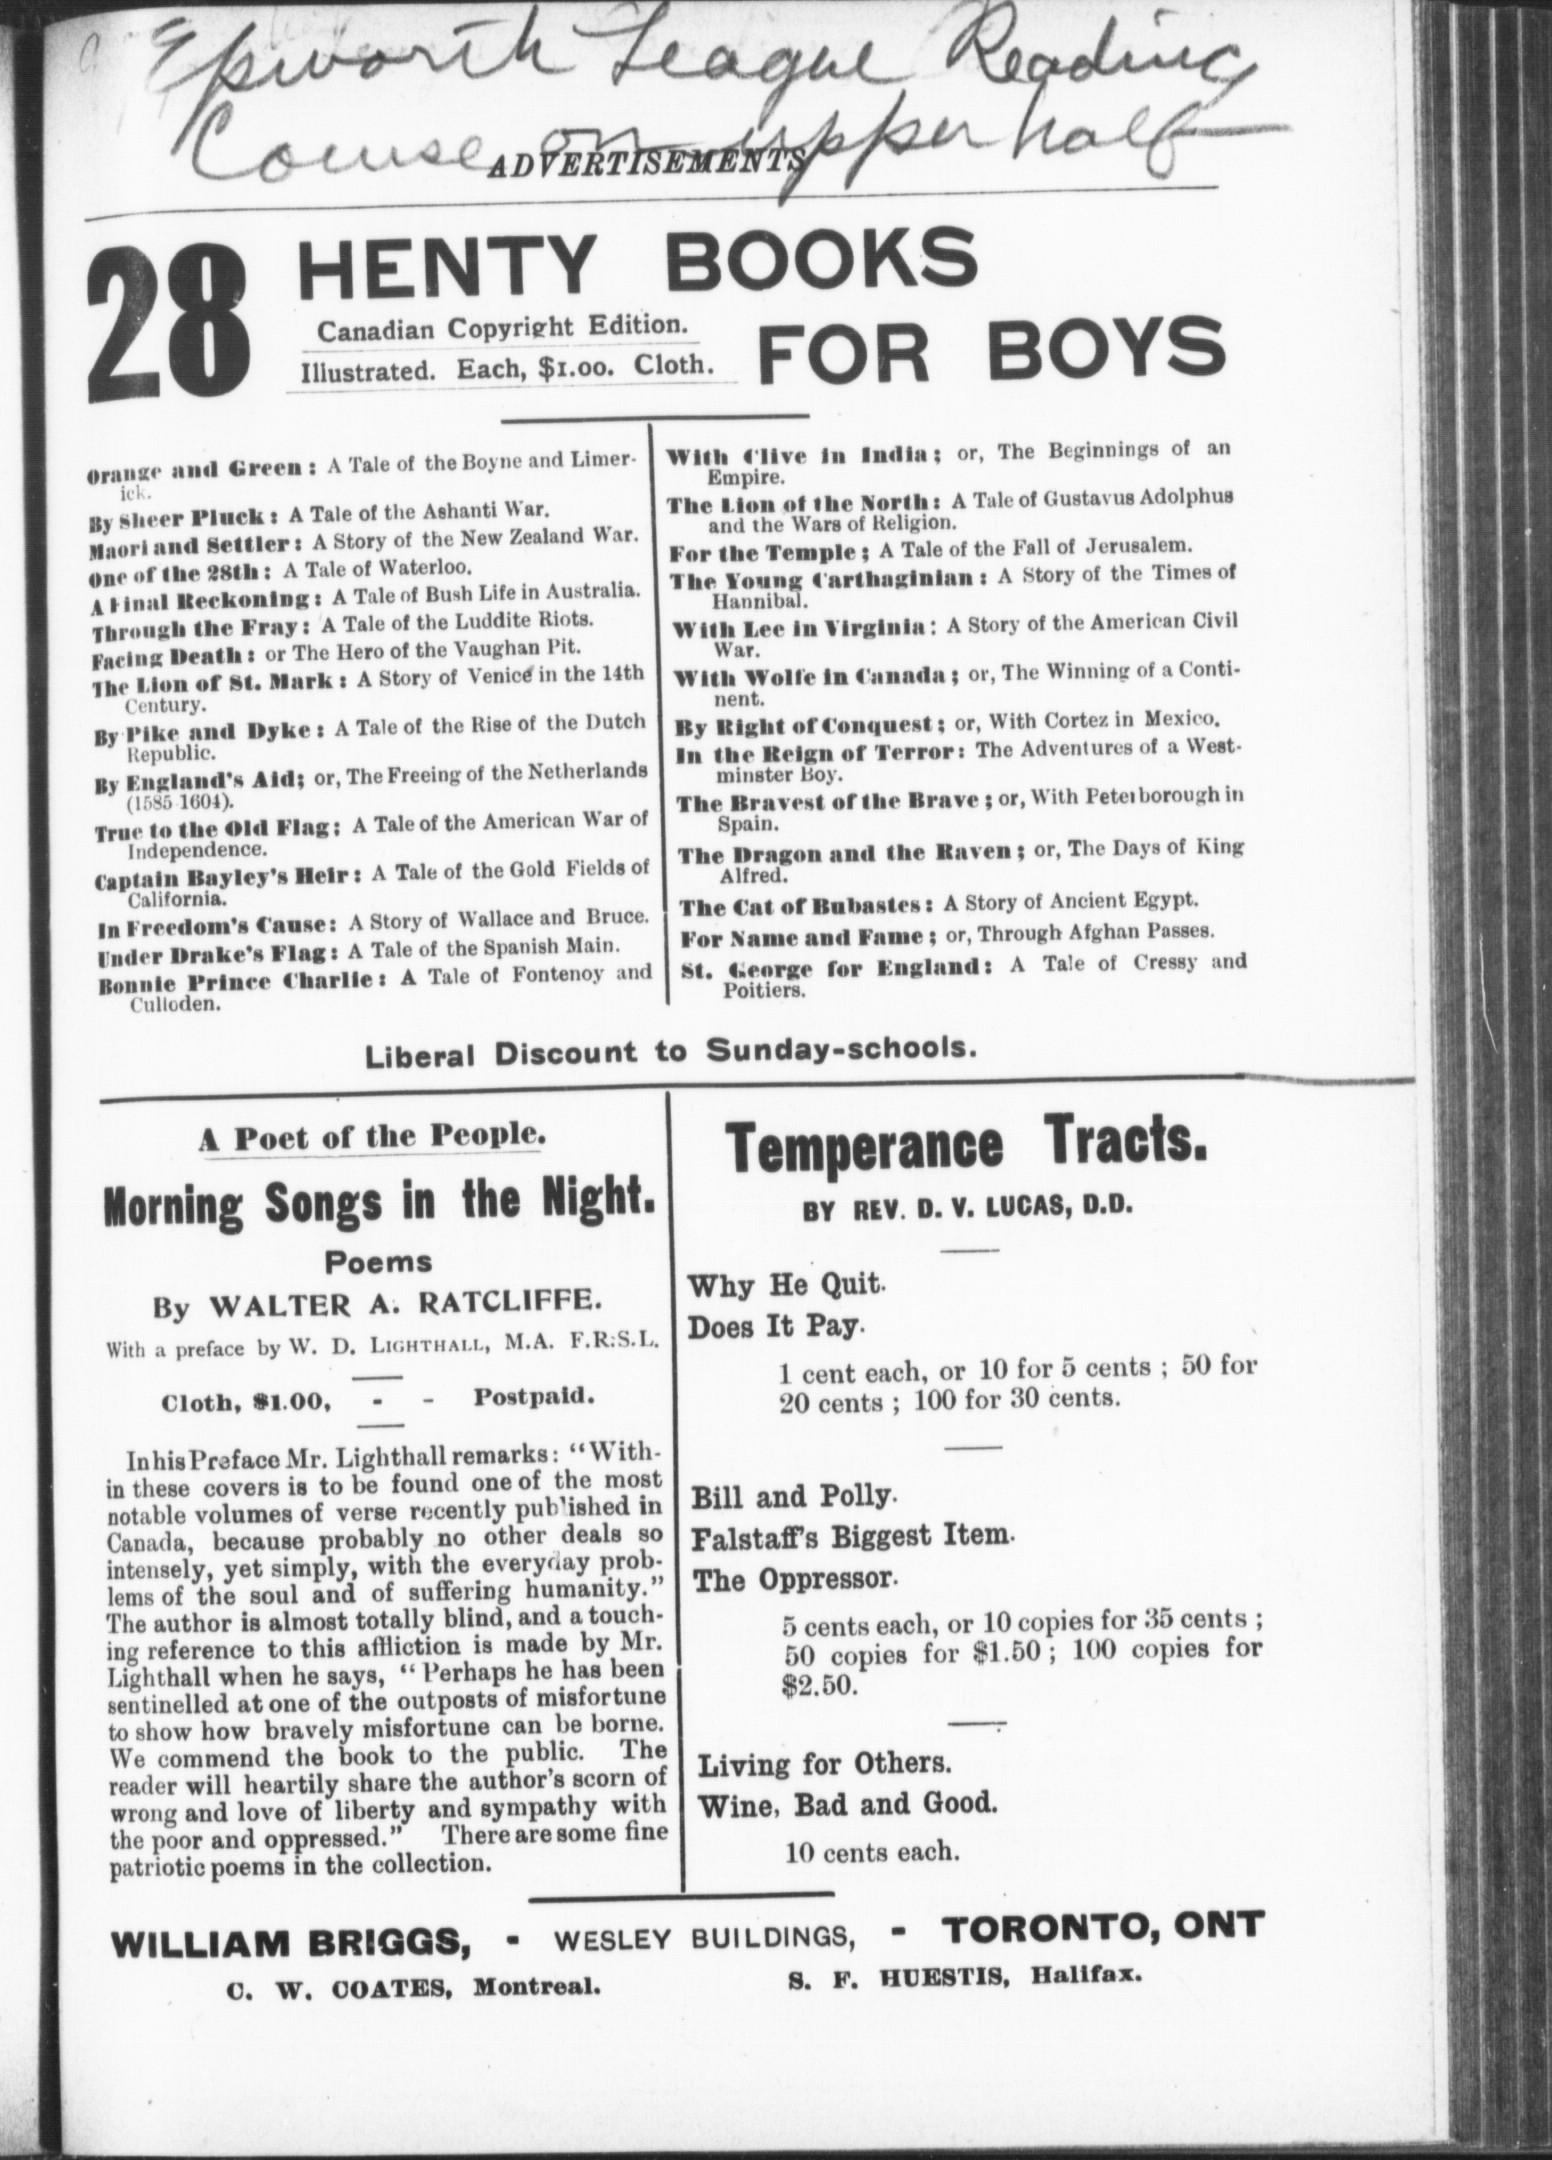 Epworth League Reading
Course on upper half
ADVERTISEMENTS
28 HENTY BOOKS
Canadian Copyright Edition.
Illustrated. Each, $1.00. Cloth.
FOR BOYS
Orange and Green: A Tale of the Boyne and Limer-
ick.
By Sheer Pluck: A Tale of the Ashanti War.
Maori and Settler: A Story of the New Zealand War.
One of the 28th: A Tale of Waterloo.
A Final Reckoning: A Tale of Bush Life in Australia.
Through the Fray: A Tale of the Luddite Riots.
Facing Death: or The Hero of the Vaughan Pit.
The Lion of St. Mark: A Story of Venice in the 14th
Century.
By Pike and Dyke: A Tale of the Rise of the Dutch
Republic.
By England's Aid; or, The Freeing of the Netherlands
(1585-1604).
True to the Old Flag; A Tale of the American War of
Independence.
Captain Bayley's Heir: A Tale of the Gold Fields of
California.
In Freedom's Cause: A Story of Wallace and Bruce.
Under Drake's Flag: A Tale of the Spanish Main.
Bonnie Prince Charlie: A Tale of Fontenoy and
Culloden.
With Clive in India; or, The Beginnings of an
Empire.
The Lion of the North: A Tale of Gustavus Adolphus
and the Wars of Religion.
For the Temple; A Tale of the Fall of Jerusalem.
The Young Carthaginian: A Story of the Times of
Hannibal.
With Lee in Virginia: A Story of the American Civil
War.
With Wolfe in Canada; or, The Winning of a Conti-
nent.
By Right of Conquest; or, With Cortez in Mexico.
In the Reign of Terror: The Adventures of a West-
minster Boy.
The Bravest of the Brave; or, With Peterborough in
Spain.
The Dragon and the Raven; or, The Days of King
Alfred.
The Cat of Bubastes: A Story of Ancient Egypt.
For Name and Fame; or, Through Afghan Passes.
St. George for England: A Tale of Cressy and
Poitiers.
Liberal Discount to Sunday-schools.
A Poet of the People.
Morning Songs in the Night.
Poems
By WALTER A. RATCLIFFE.
With a preface by W. D. LIGHTHALL, M.A. F.R.S.L.
Cloth, $1.00, - - Postpaid.
In his Preface Mr. Lighthall remarks: "With-
in these covers is to be found one of the most
notable volumes of verse recently published in
Canada, because probably no other deals so
intensely, yet simply, with the everyday prob-
lems of the soul and of suffering humanity."
The author is almost totally blind, and a touch-
ing reference to this affliction is made by Mr.
Lighthall when he says, "Perhaps he has been
sentinelled at one of the outposts of misfortune
to show how bravely misfortune can be borne.
We commend the book to the public. The
reader will heartily share the author's scorn of
wrong and love of liberty and sympathy with
the poor and oppressed." There are some fine
patriotic poems in the collection.
Temperance Tracts.
BY REV. D. V. LUCAS, D.D.
Why He Quit.
Does It Pay.
1 cent each, or 10 for 5 cents; 50 for
20 cents; 100 for 30 cents.
Bill and Polly.
Falstaff's Biggest Item.
The Oppressor.
5 cents each, or 10 copies for 35 cents;
50 copies for $1.50; 100 copies for
$2.50.
Living for Others.
Wine, Bad and Good.
10 cents each.
WILLIAM BRIGGS, - WESLEY BUILDINGS, - TORONTO, ONT
C. W. COATES, Montreal. S. F. HUESTIS, Halifax.